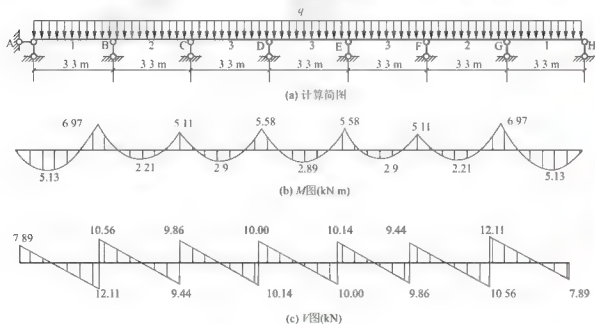 q
A 1 B 2 C 3 D 3 E 3 F 2 G 1 H
3.3 m 3.3 m 3.3 m 3.3 m 3.3 m 3.3 m 3.3 m
(a) 计算简图
6.97 5.11 5.58 5.58 5.11 6.97
5.13 2.21 2.9 2.89 2.9 2.21 5.13
(b) M图(kN m)
7.89 10.56 9.86 10.00 10.14 9.44 12.11
12.11 9.44 10.14 10.00 9.86 10.56 7.89
(c) V图(kN)